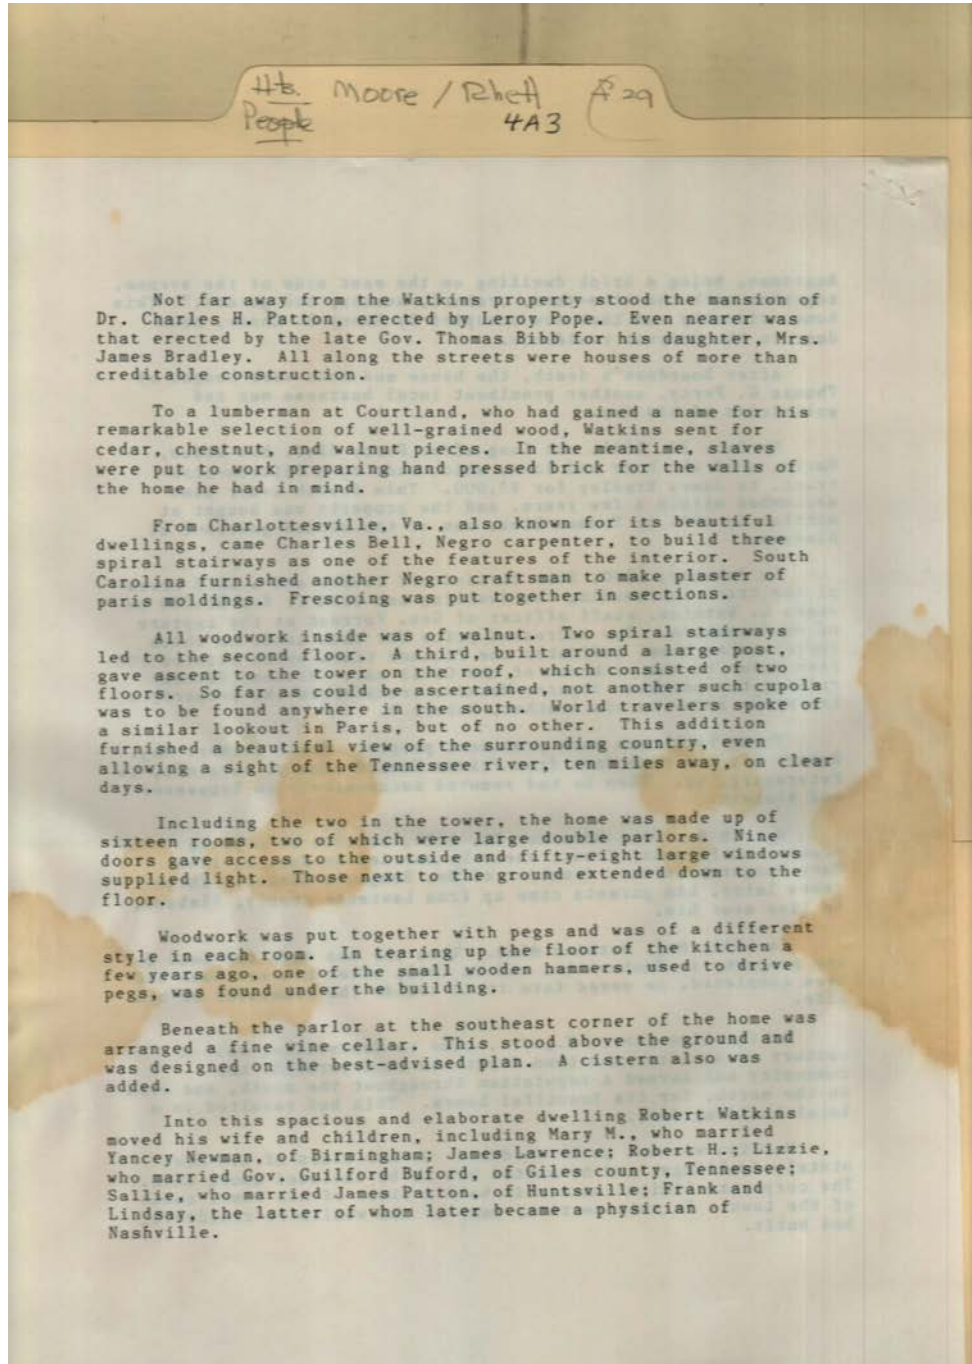 Hts. Moore / Rhett 29
People 4A3
Not far away from the Watkins property stood the mansion of
Dr. Charles H. Patton, erected by Leroy Pope. Even nearer was
that erected by the late Gov. Thomas Bibb for his daughter, Mrs.
James Bradley. All along the streets were houses of more than
creditable construction.
To a lumberman at Courtland, who had gained a name for his
remarkable selection of well-grained wood, Watkins sent for
cedar, chestnut, and walnut pieces. In the meantime, slaves
were put to work preparing hand pressed brick for the walls of
the home he had in mind.
From Charlottesville, Va., also known for its beautiful
dwellings, came Charles Bell, Negro carpenter, to build three
spiral stairways as one of the features of the interior. South
Carolina furnished another Negro craftsman to make plaster of
paris moldings. Frescoing was put together in sections.
All woodwork inside was of walnut. Two spiral stairways
led to the second floor. A third, built around a large post,
gave ascent to the tower on the roof, which consisted of two
floors. So far as could be ascertained, not another such cupola
was to be found anywhere in the south. World travelers spoke of
a similar lookout in Paris, but of no other. This addition
furnished a beautiful view of the surrounding country, even
allowing a sight of the Tennessee river, ten miles away, on clear
days.
Including the two in the tower, the home was made up of
sixteen rooms, two of which were large double parlors. Nine
doors gave access to the outside and fifty-eight large windows
supplied light. Those next to the ground extended down to the
floor.
Woodwork was put together with pegs and was of a different
style in each room. In tearing up the floor of the kitchen a
few years ago, one of the small wooden hammers, used to drive
pegs, was found under the building.
Beneath the parlor at the southeast corner of the home was
arranged a fine wine cellar. This stood above the ground and
was designed on the best-advised plan. A cistern also was
added.
Into this spacious and elaborate dwelling Robert Watkins
moved his wife and children, including Mary M., who married
Yancey Newman, of Birmingham; James Lawrence; Robert H.; Lizzie,
who married Gov. Guilford Buford, of Giles county, Tennessee;
Sallie, who married James Patton, of Huntsville; Frank and
Lindsay, the latter of whom later became a physician of
Nashville.